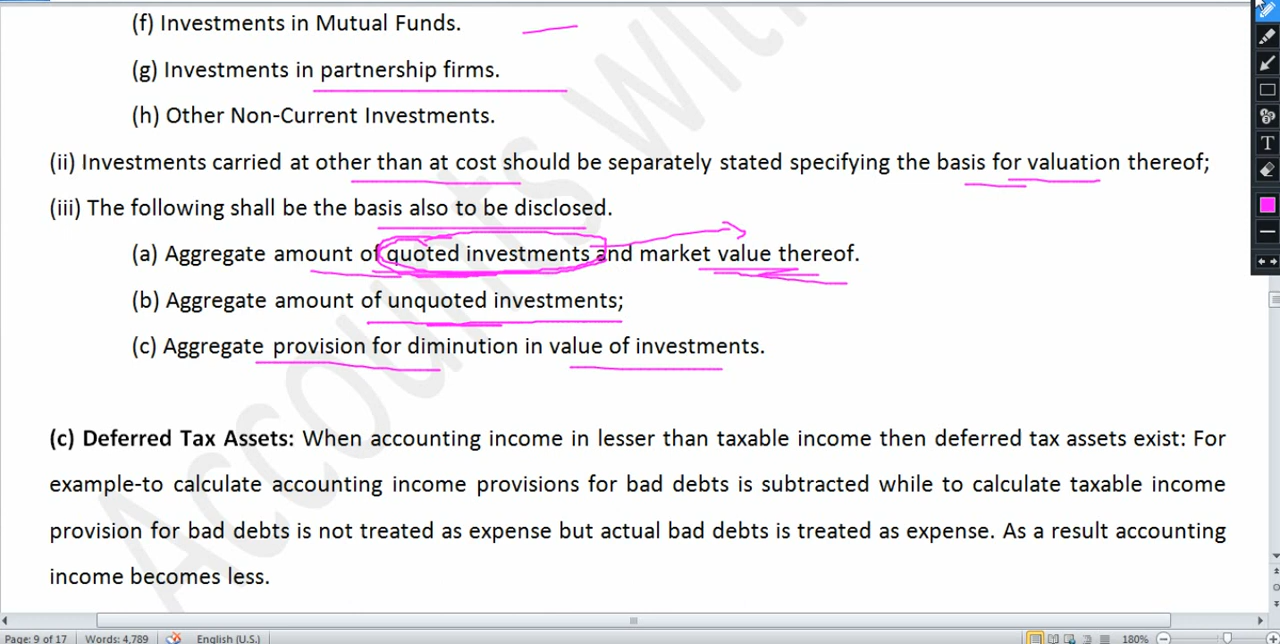 (f) Investments in Mutual Funds.
(g) Investments in partnership firms.
(h) Other Non-Current Investments.
(ii) Investments carried at other than at cost should be separately stated specifying the basis for valuation thereof;
(iii) The following shall be the basis also to be disclosed.
(a) Aggregate amount of quoted investments and market value thereof.
(b) Aggregate amount of unquoted investments;
(c) Aggregate provision for diminution in value of investments.
(c) Deferred Tax Assets: When accounting income in lesser than taxable income then deferred tax assets exist: For
example-to calculate accounting income provisions for bad debts is subtracted while to calculate taxable income
provision for bad debts is not treated as expense but actual bad debts is treated as expense. As a result accounting
income becomes less.
Accounts With
T
Page: 9 of 17 Words: 4,789 English (U.S.) 180%